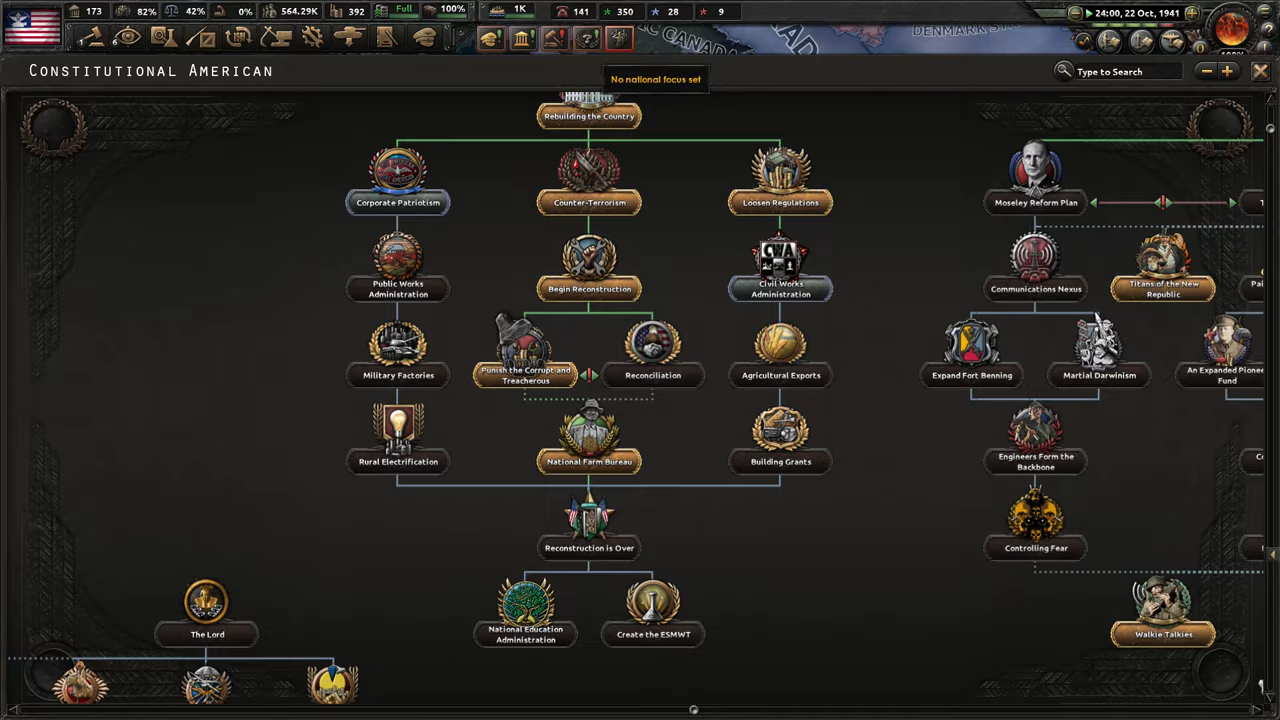 173
82%
42%
0%
564.29K
392
Full
100%
1K
141
350
28
9
24:00, 22 Oct, 1941
CANADA
DENMARK
CONSTITUTIONAL AMERICAN
No national focus set
Type to Search
Rebuilding the Country
Corporate Patriotism
Counter-Terrorism
Loosen Regulations
Moseley Reform Plan
CWA
Public Works
Administration
Begin Reconstruction
Civil Works
Administration
Communications Nexus
Titans of the New
Republic
Military Factories
Punish the Corrupt and
Treacherous
Reconciliation
Agricultural Exports
Expand Fort Benning
Martial Darwinism
An Expanded Pionee
Fund
Rural Electrification
National Farm Bureau
Building Grants
Engineers Form the
Backbone
Reconstruction is Over
Controlling Fear
The Lord
National Education
Administration
Create the ESMWT
Walkie Talkies